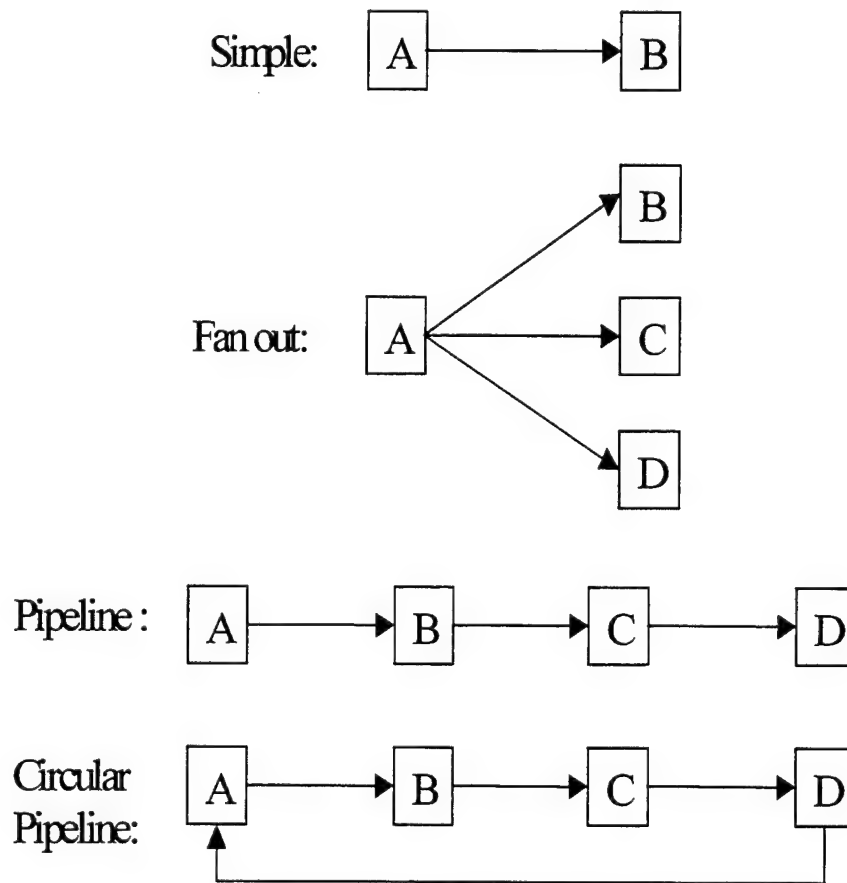 Simple: A B
B
Fan out: A C
D
Pipeline : A B C D
Circular A B C D
Pipeline: